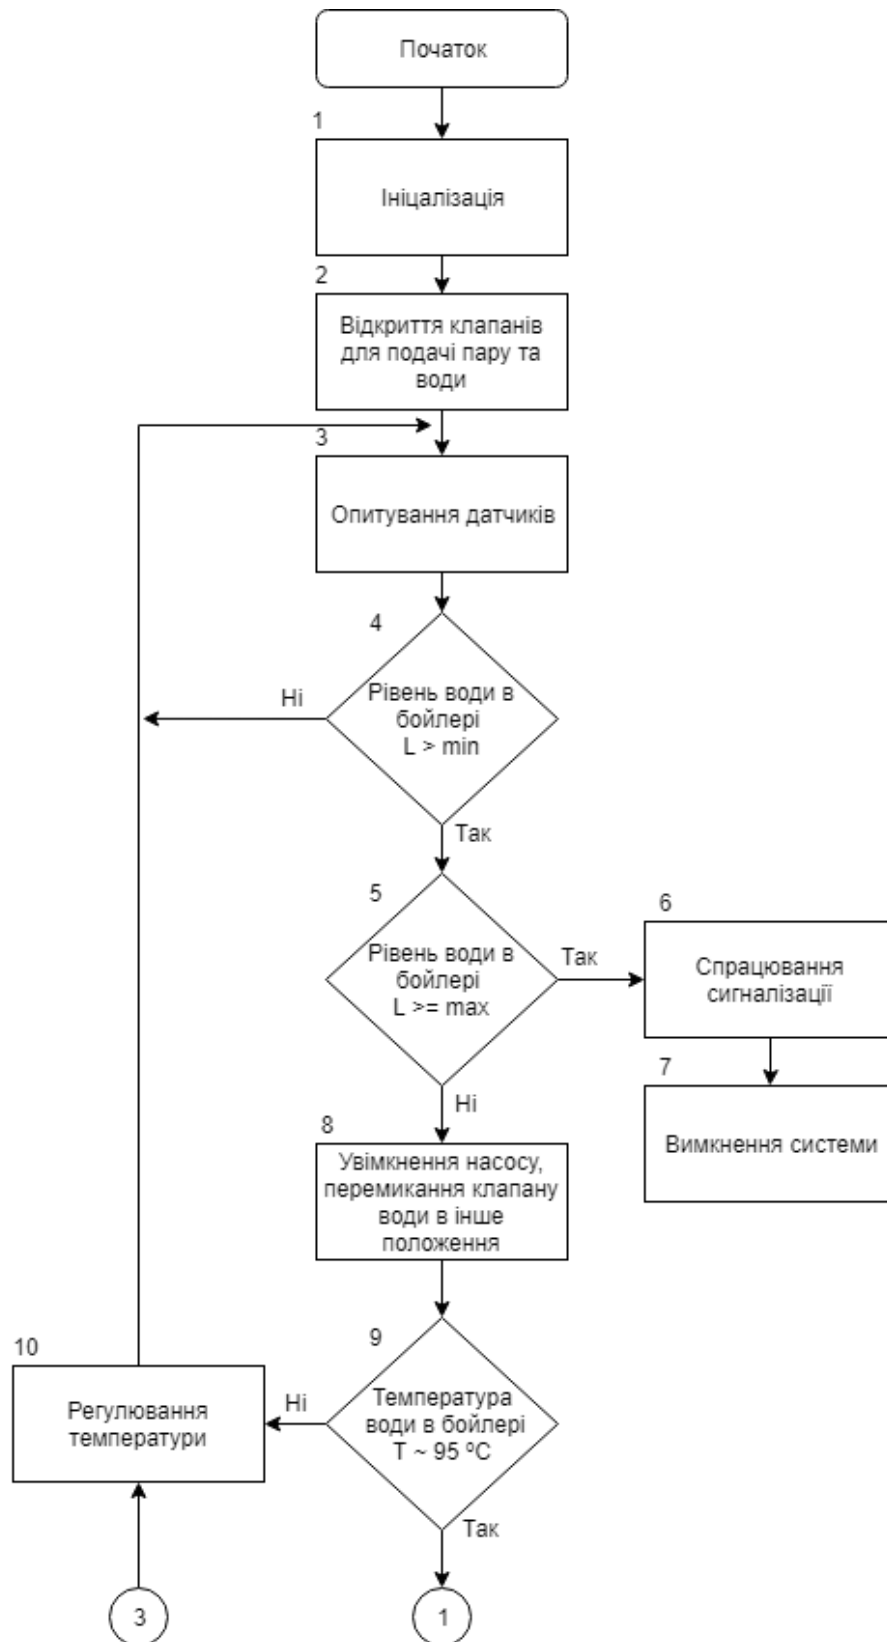 Початок
1
Ініцалізація
2
Відкриття клапанів
для подачі пару та
води
3
Опитування датчиків
4
Рівень води в
бойлері
L > min
Ні
Так
5
Рівень води в
бойлері
L >= max
Так
6
Спрацювання
сигналізації
7
Вимкнення системи
Ні
8
Увімкнення насосу,
перемикання клапану
води в інше
положення
9
Температура
води в бойлері
T ~ 95 ºC
Ні
10
Регулювання
температури
Так
3
1